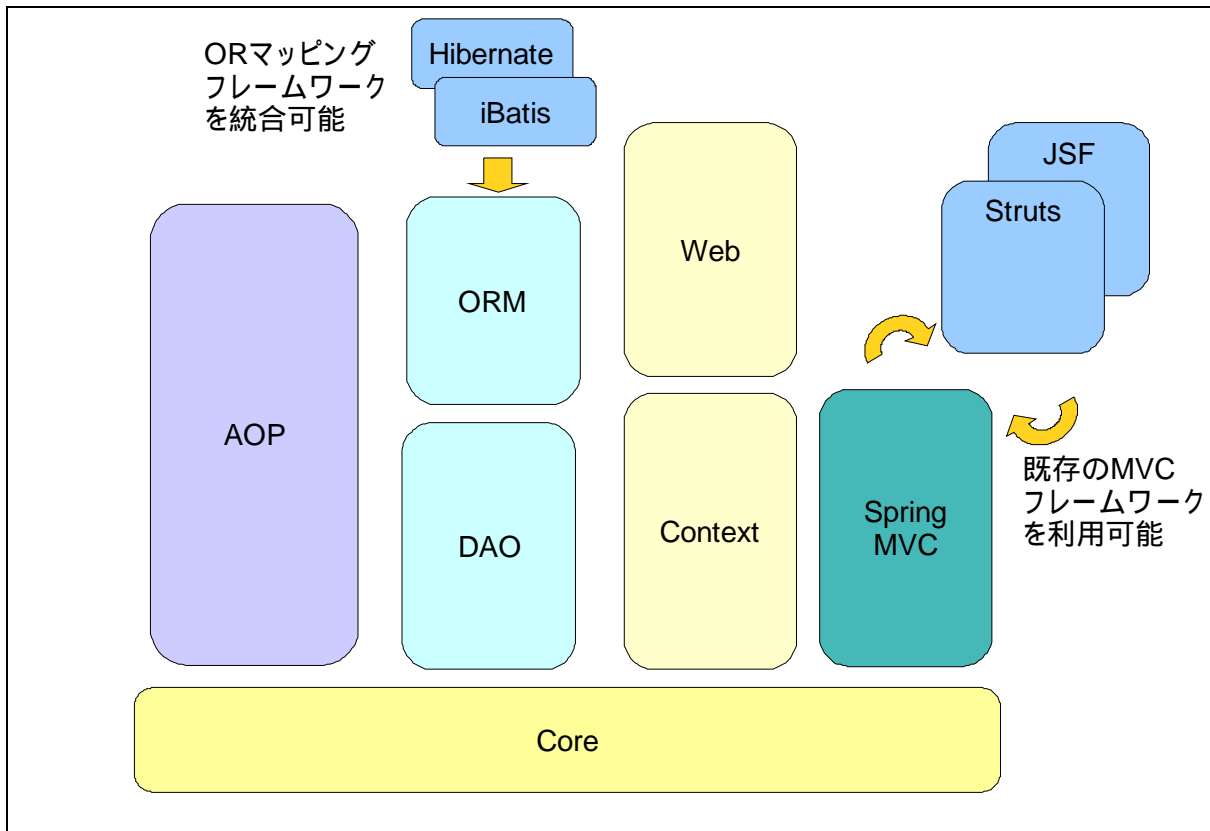 ORマッピング
フレームワーク
を統合可能
Hibernate
iBatis
JSF
Struts
Web
ORM
AOP
DAO
Context
Spring
MVC
既存のMVC
フレームワーク
を利用可能
Core